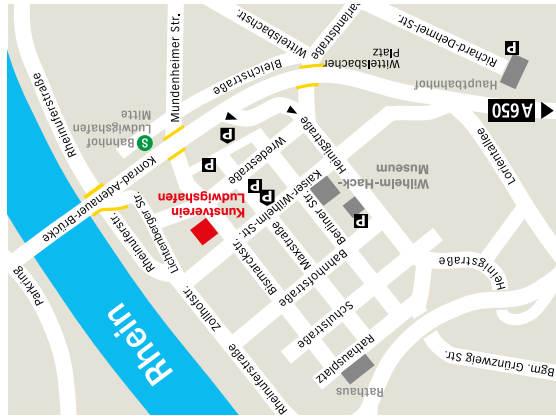 Bgm. Grünzweig Str.
Rathaus
Rathausplatz
Rheinuferstraße
Schulstraße
Heinigstraße
Bahnhofstraße
Zollhofstr.
Rhein
Parkring
Maxstraße
Bismarckstr.
Berliner Str.
Kaiser-Wilhelm-Str.
Lichtenberger Str.
Rheinuferstr.
Kunstverein
Ludwigshafen
P
P
P
P
P
Wilhelm-Hack-
Museum
Lorientallee
Konrad-Adenauer-Brücke
Wredestraße
Heinigstraße
S
Bahnhof
Ludwigshafen
Mitte
A 650
Hauptbahnhof
Rheinuferstraße
Mundenheimer Str.
Bleichstraße
Wittelsbacher
Platz
P
Richard-Dehmel-Str.
Wittelsbachstr.
arlandstraße